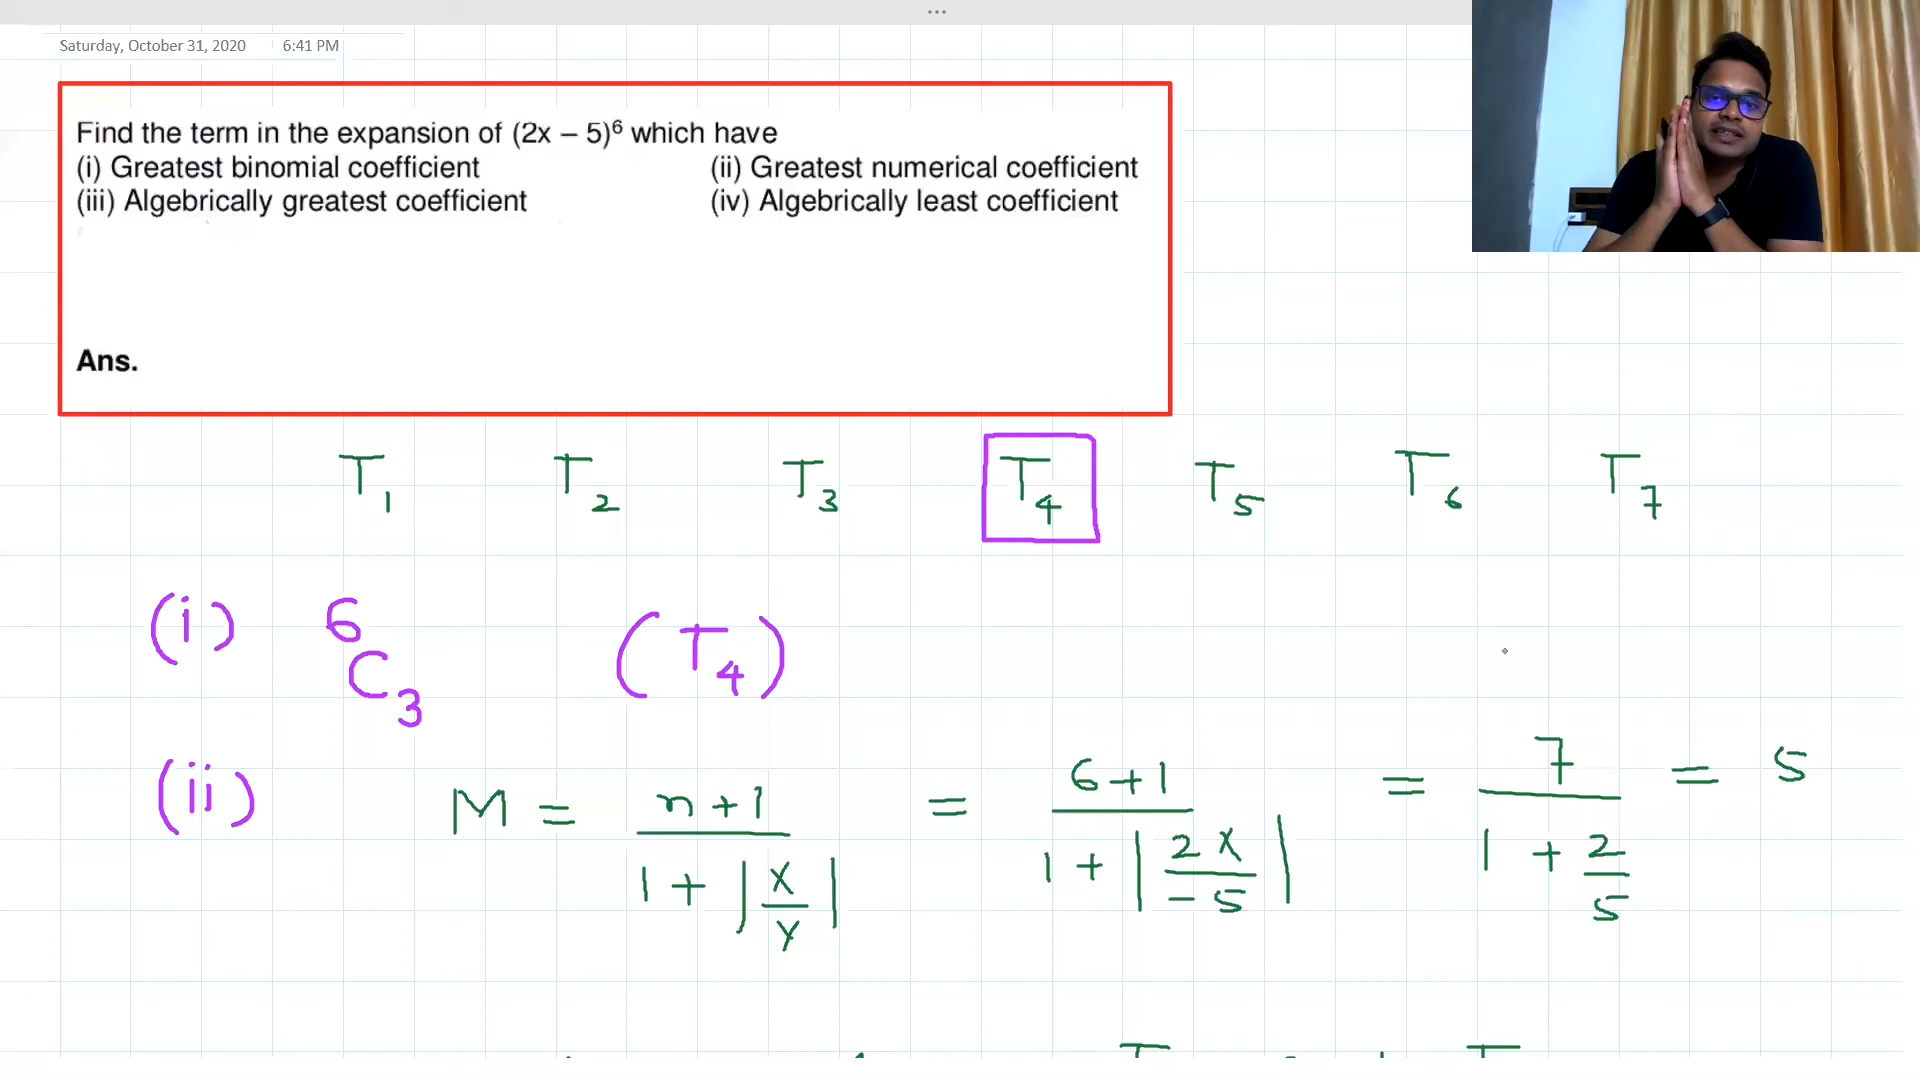 Saturday, October 31, 2020 6:41 PM
Find the term in the expansion of (2x – 5)⁶ which have
(i) Greatest binomial coefficient (ii) Greatest numerical coefficient
(iii) Algebrically greatest coefficient (iv) Algebrically least coefficient
Ans.
T₁ T₂ T₃ T₄ T₅ T₆ T₇
(i) ⁶C₃ (T₄)
(ii) M = n+1 / 1 + |x/y| = 6+1 / 1 + |2x/-5| = 7 / 1 + 2/5 = 5